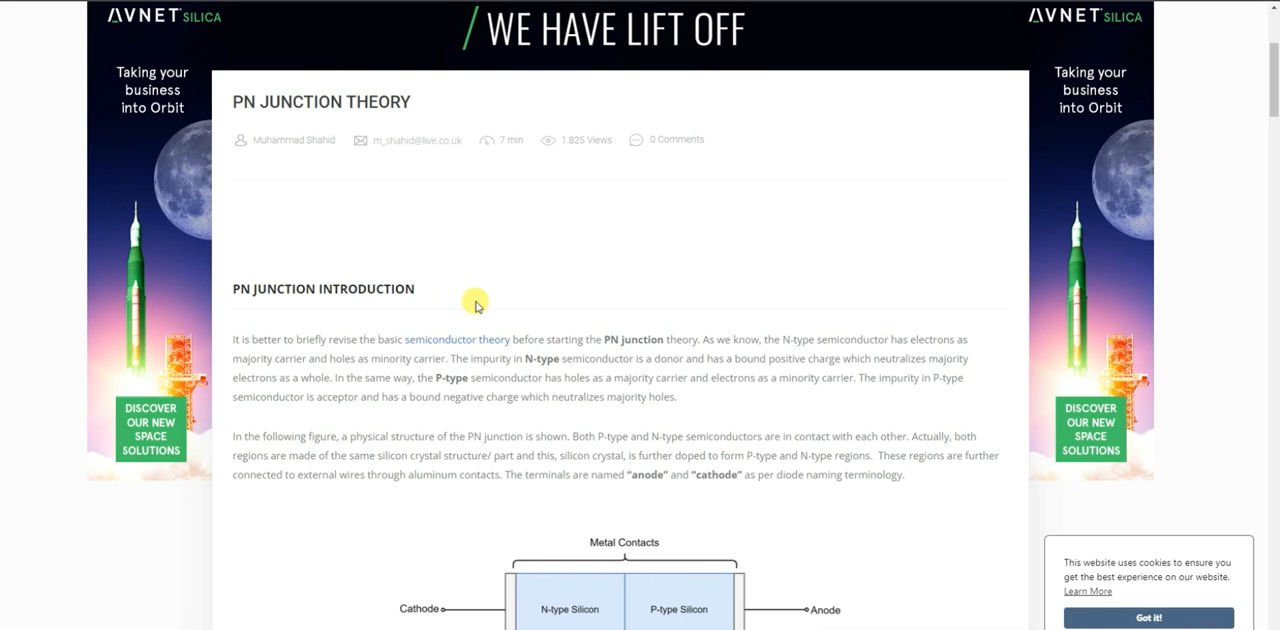 AVNET SILICA
/ WE HAVE LIFT OFF
AVNET SILICA
Taking your
business
into Orbit
Taking your
business
into Orbit
PN JUNCTION THEORY
Muhammad Shahid m_shahid@live.co.uk 7 min 1.825 Views 0 Comments
PN JUNCTION INTRODUCTION
It is better to briefly revise the basic semiconductor theory before starting the PN junction theory. As we know, the N-type semiconductor has electrons as
majority carrier and holes as minority carrier. The impurity in N-type semiconductor is a donor and has a bound positive charge which neutralizes majority
electrons as a whole. In the same way, the P-type semiconductor has holes as a majority carrier and electrons as a minority carrier. The impurity in P-type
semiconductor is acceptor and has a bound negative charge which neutralizes majority holes.
DISCOVER
OUR NEW
SPACE
SOLUTIONS
DISCOVER
OUR NEW
SPACE
SOLUTIONS
In the following figure, a physical structure of the PN junction is shown. Both P-type and N-type semiconductors are in contact with each other. Actually, both
regions are made of the same silicon crystal structure/ part and this, silicon crystal, is further doped to form P-type and N-type regions. These regions are further
connected to external wires through aluminum contacts. The terminals are named “anode” and “cathode” as per diode naming terminology.
Metal Contacts
Cathode N-type Silicon P-type Silicon Anode
This website uses cookies to ensure you
get the best experience on our website.
Learn More
Got it!